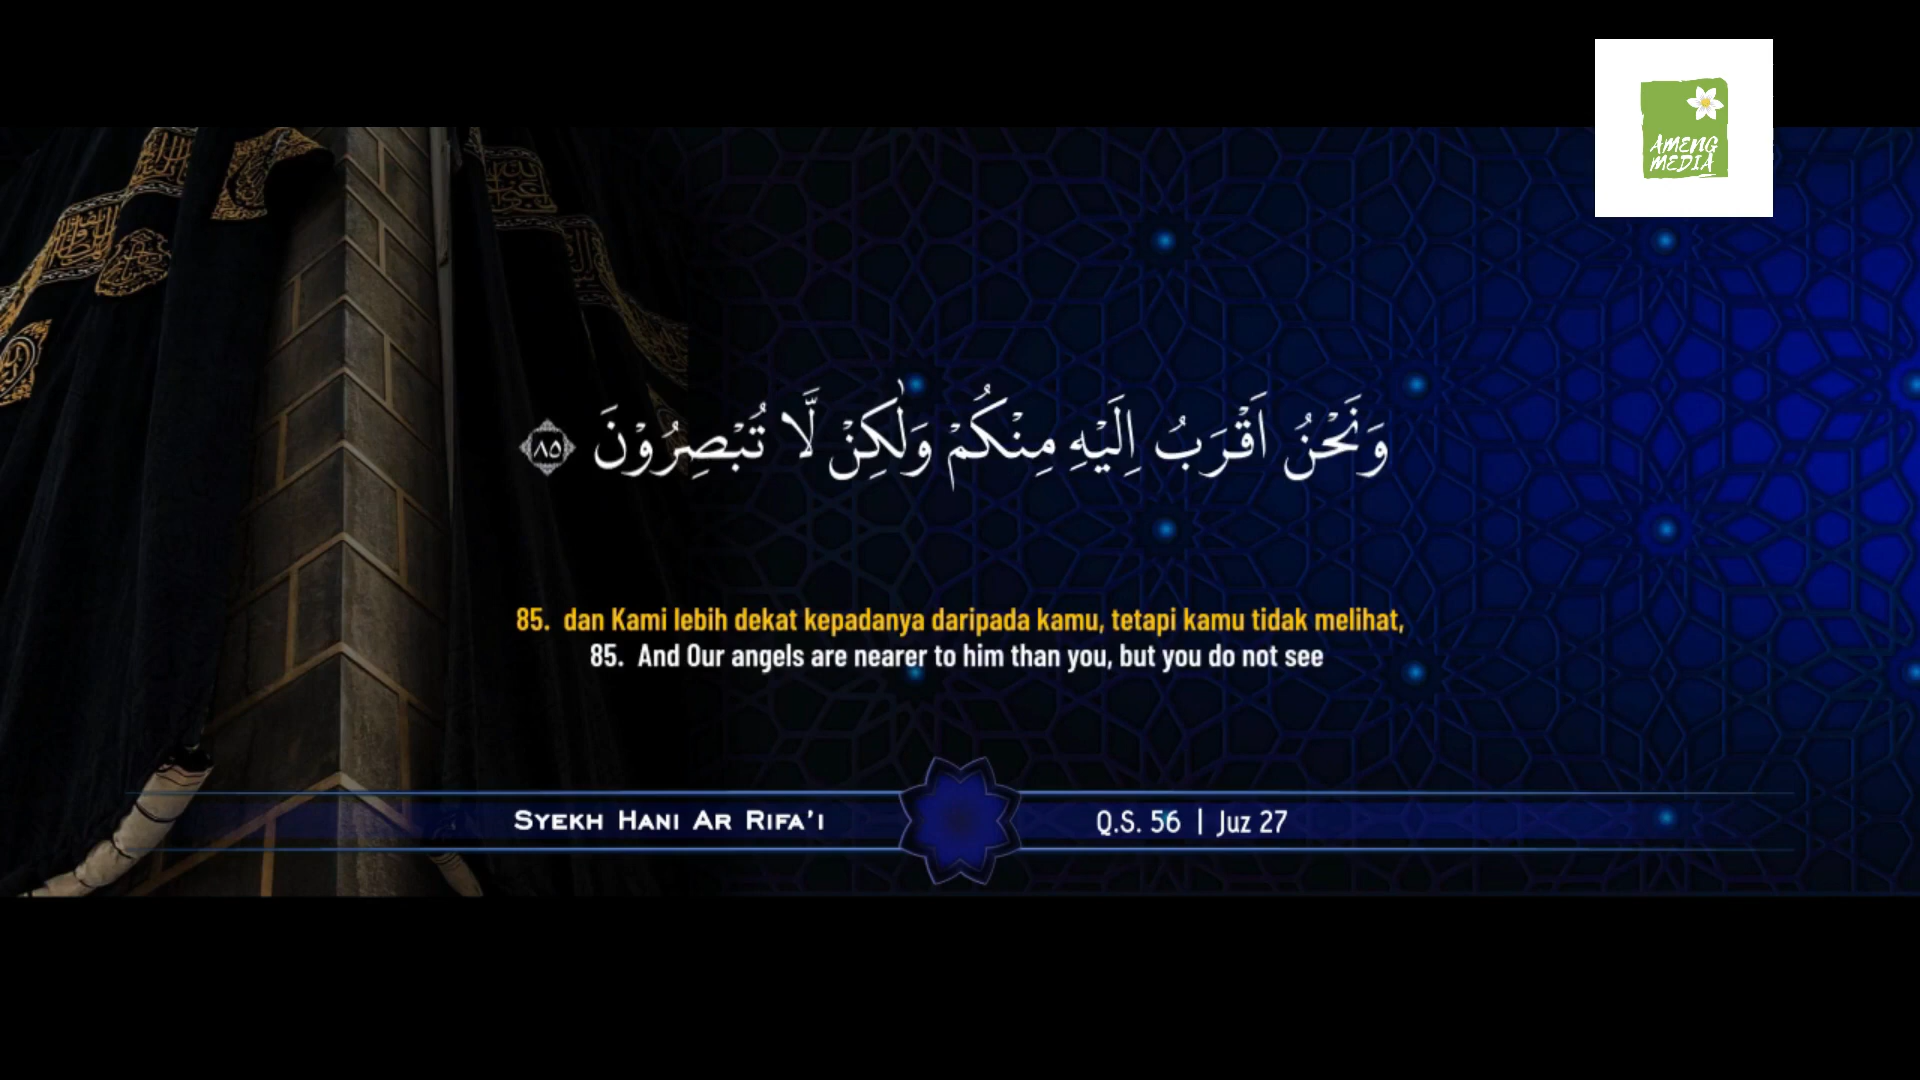 AMENG
MEDIA
وَنَحْنُ اَقْرَبُ اِلَيْهِ مِنْكُمْ وَلٰكِنْ لَّا تُبْصِرُوْنَ ٨٥
85. dan Kami lebih dekat kepadanya daripada kamu, tetapi kamu tidak melihat,
85. And Our angels are nearer to him than you, but you do not see
SYEKH HANI AR RIFA'I
Q.S. 56 | Juz 27